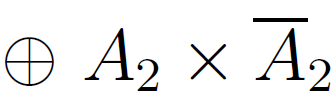 ⊕ A₂ × A̅₂